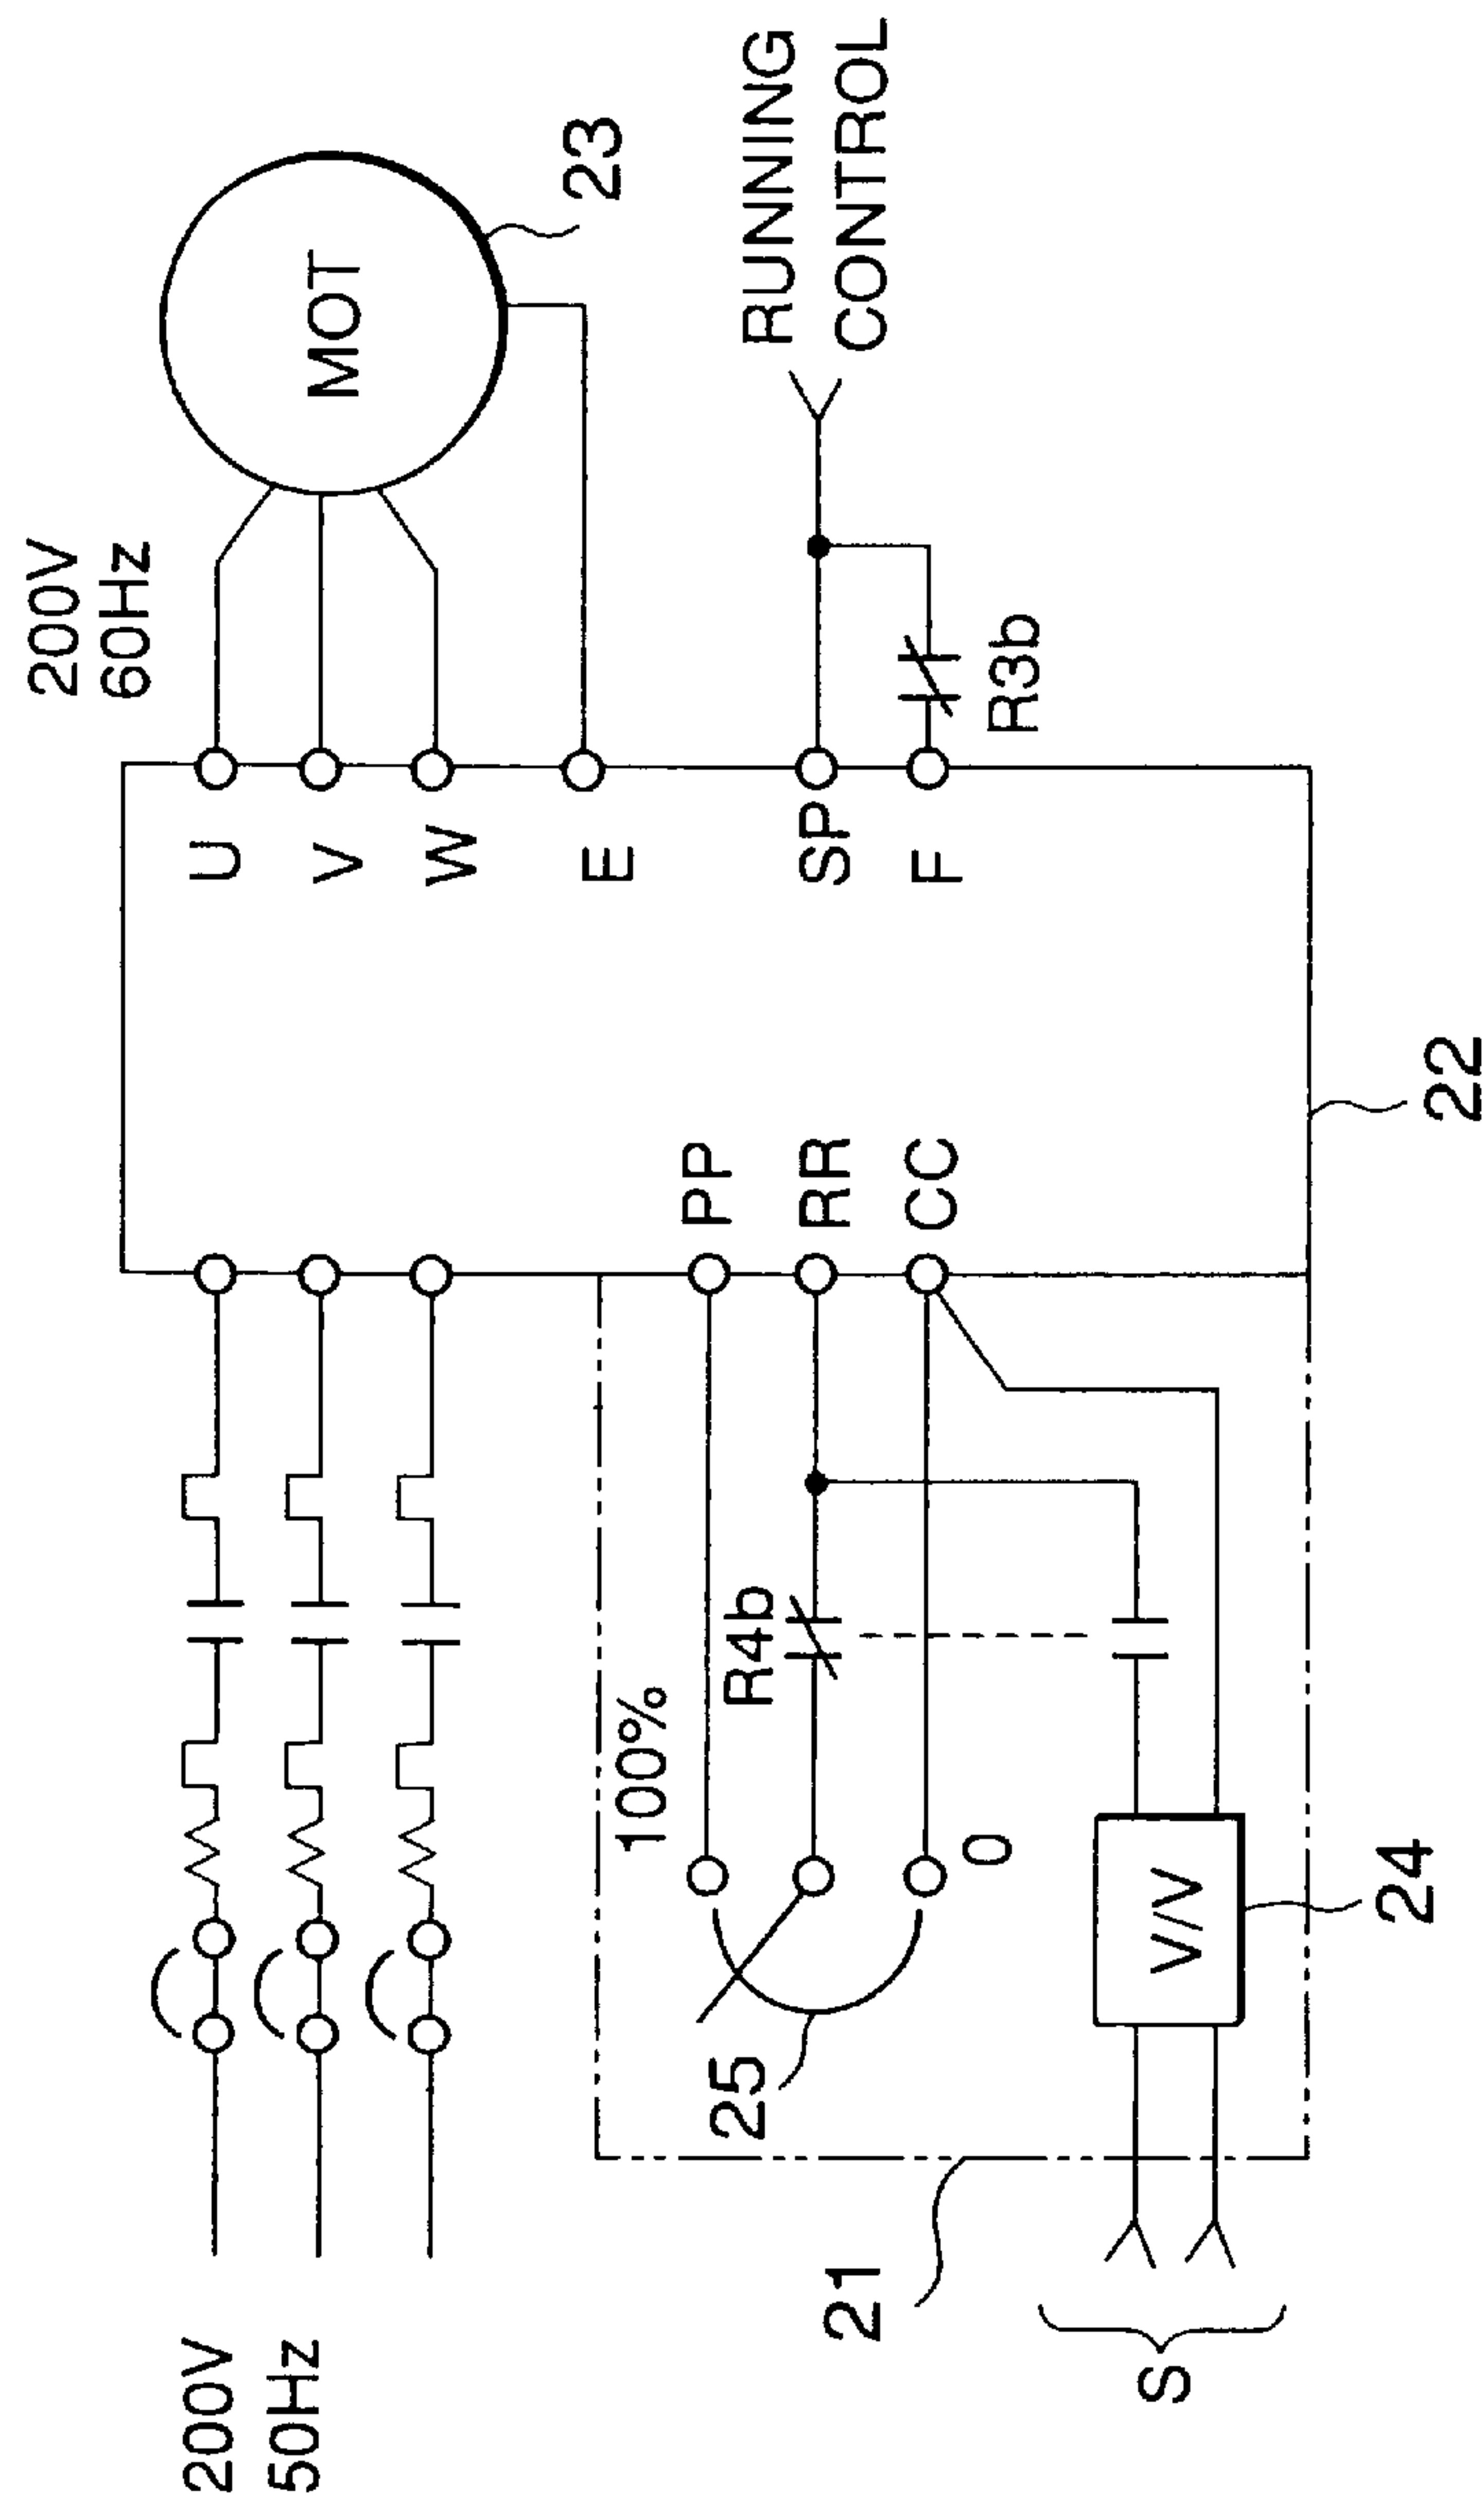 200V
60Hz
MOT
23
U
V
W
E
SP
F
RUNNING
CONTROL
R3b
PP
RR
CC
22
100%
R4b
0
25
V/V
24
21
S
200V
50Hz